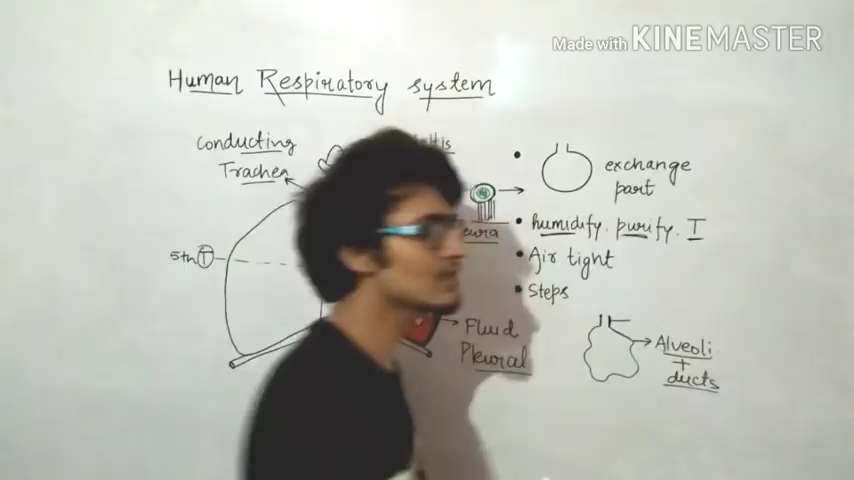 Made with KINEMASTER
Human Respiratory system
Conducting
Trachea
exchange
part
humidify. purify. T
5th T
Air tight
Steps
Fluid
Pleural
Alveoli
+
ducts